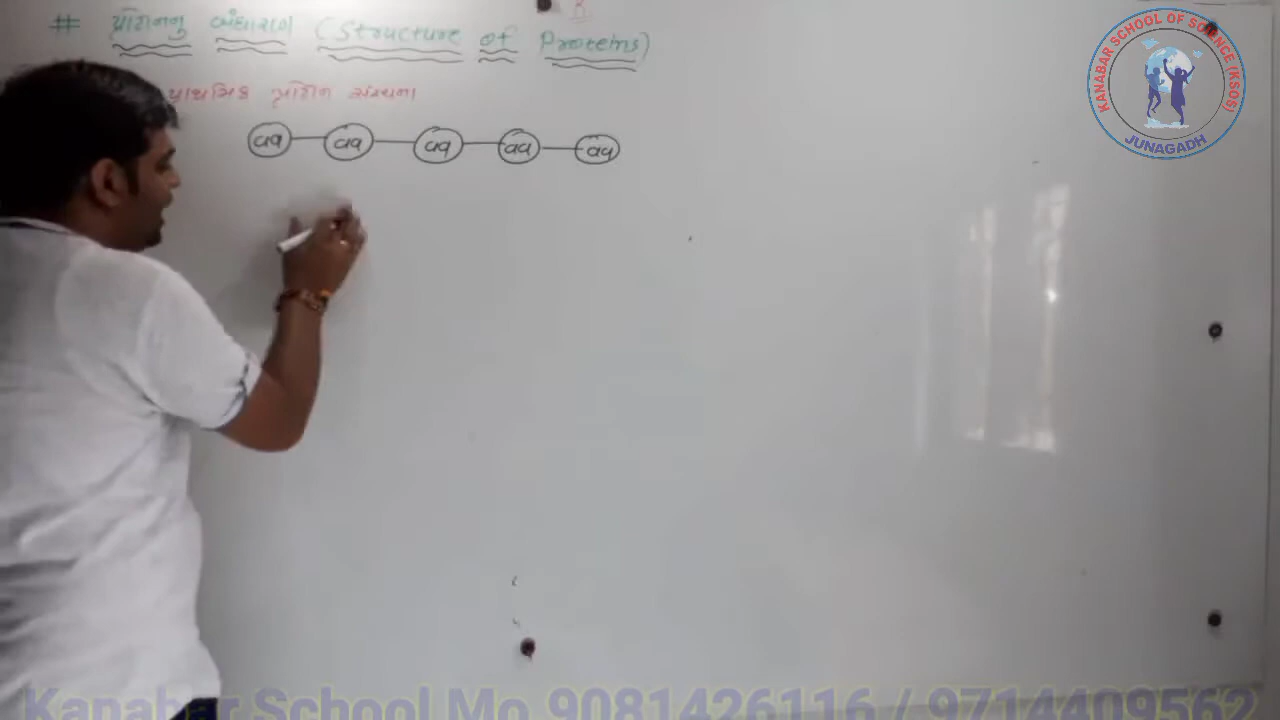 # પ્રોટીનનુ બંધારણ (Structure of Proteins)
પ્રાથમિક પ્રોટીન સંરચના
aa aa aa aa aa
KANABAR SCHOOL OF SCIENCE (KSOS)
JUNAGADH
Kanabar School Mo 9081426116 / 9714409562